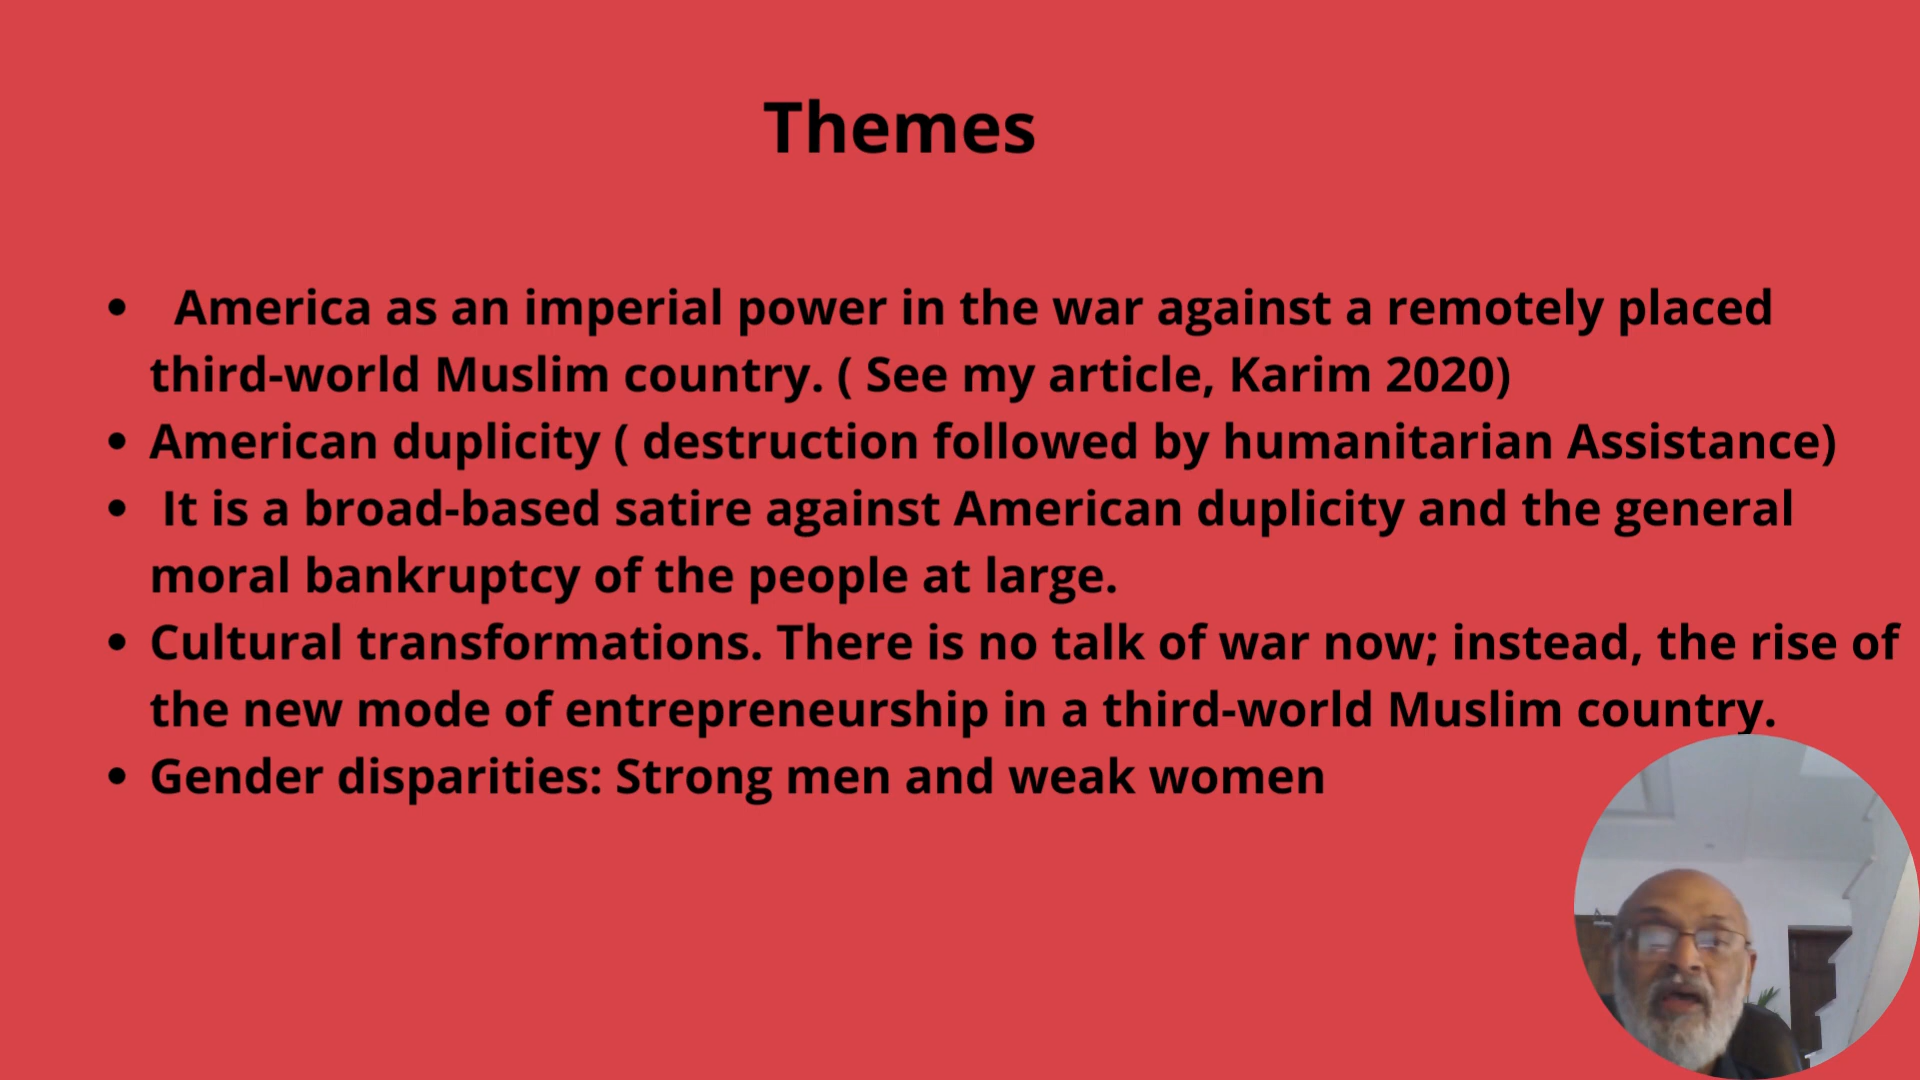 Themes
• America as an imperial power in the war against a remotely placed
third-world Muslim country. ( See my article, Karim 2020)
• American duplicity ( destruction followed by humanitarian Assistance)
• It is a broad-based satire against American duplicity and the general
moral bankruptcy of the people at large.
• Cultural transformations. There is no talk of war now; instead, the rise of
the new mode of entrepreneurship in a third-world Muslim country.
• Gender disparities: Strong men and weak women